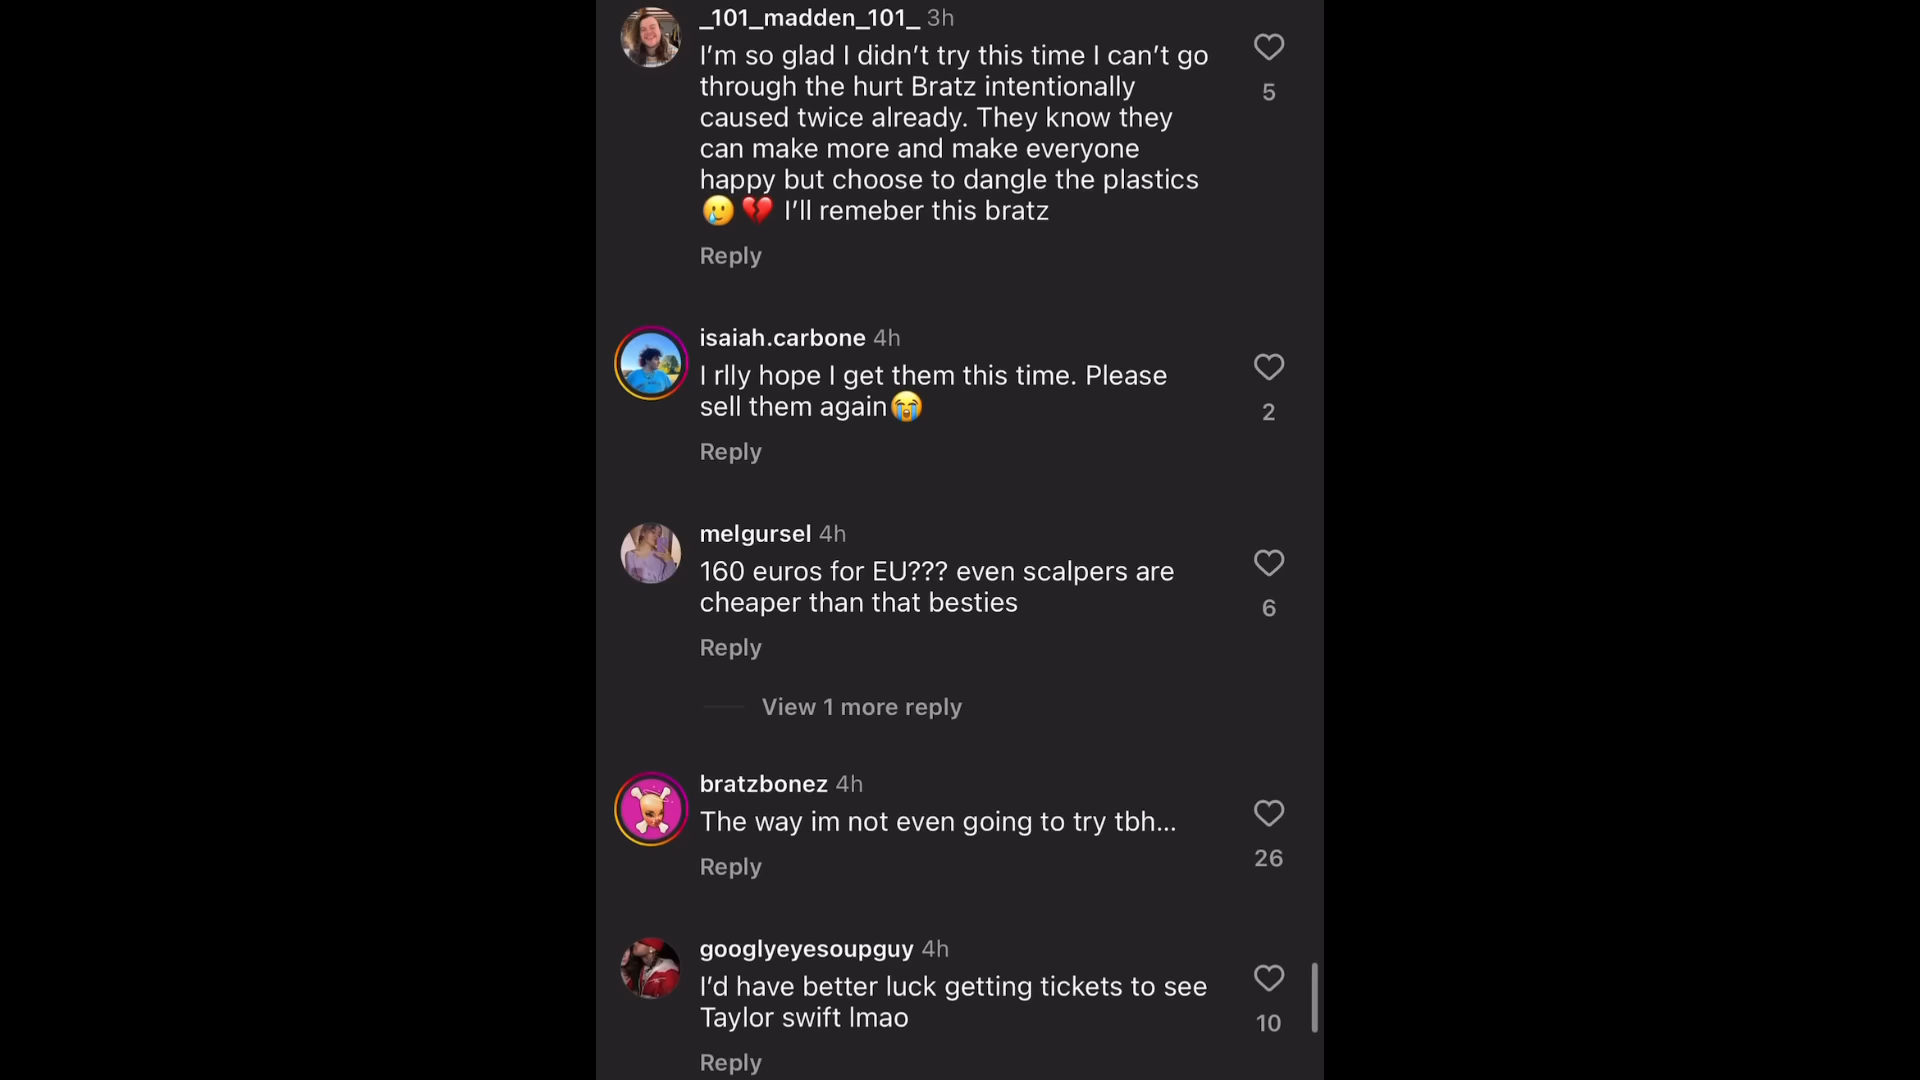 _101_madden_101_ 3h
I’m so glad I didn’t try this time I can’t go
through the hurt Bratz intentionally
caused twice already. They know they
can make more and make everyone
happy but choose to dangle the plastics
🥲💔 I’ll remeber this bratz
5
Reply
isaiah.carbone 4h
I rlly hope I get them this time. Please
sell them again😭
2
Reply
melgursel 4h
160 euros for EU??? even scalpers are
cheaper than that besties
6
Reply
View 1 more reply
bratzbonez 4h
The way im not even going to try tbh...
26
Reply
googlyeyesoupguy 4h
I’d have better luck getting tickets to see
Taylor swift lmao
10
Reply